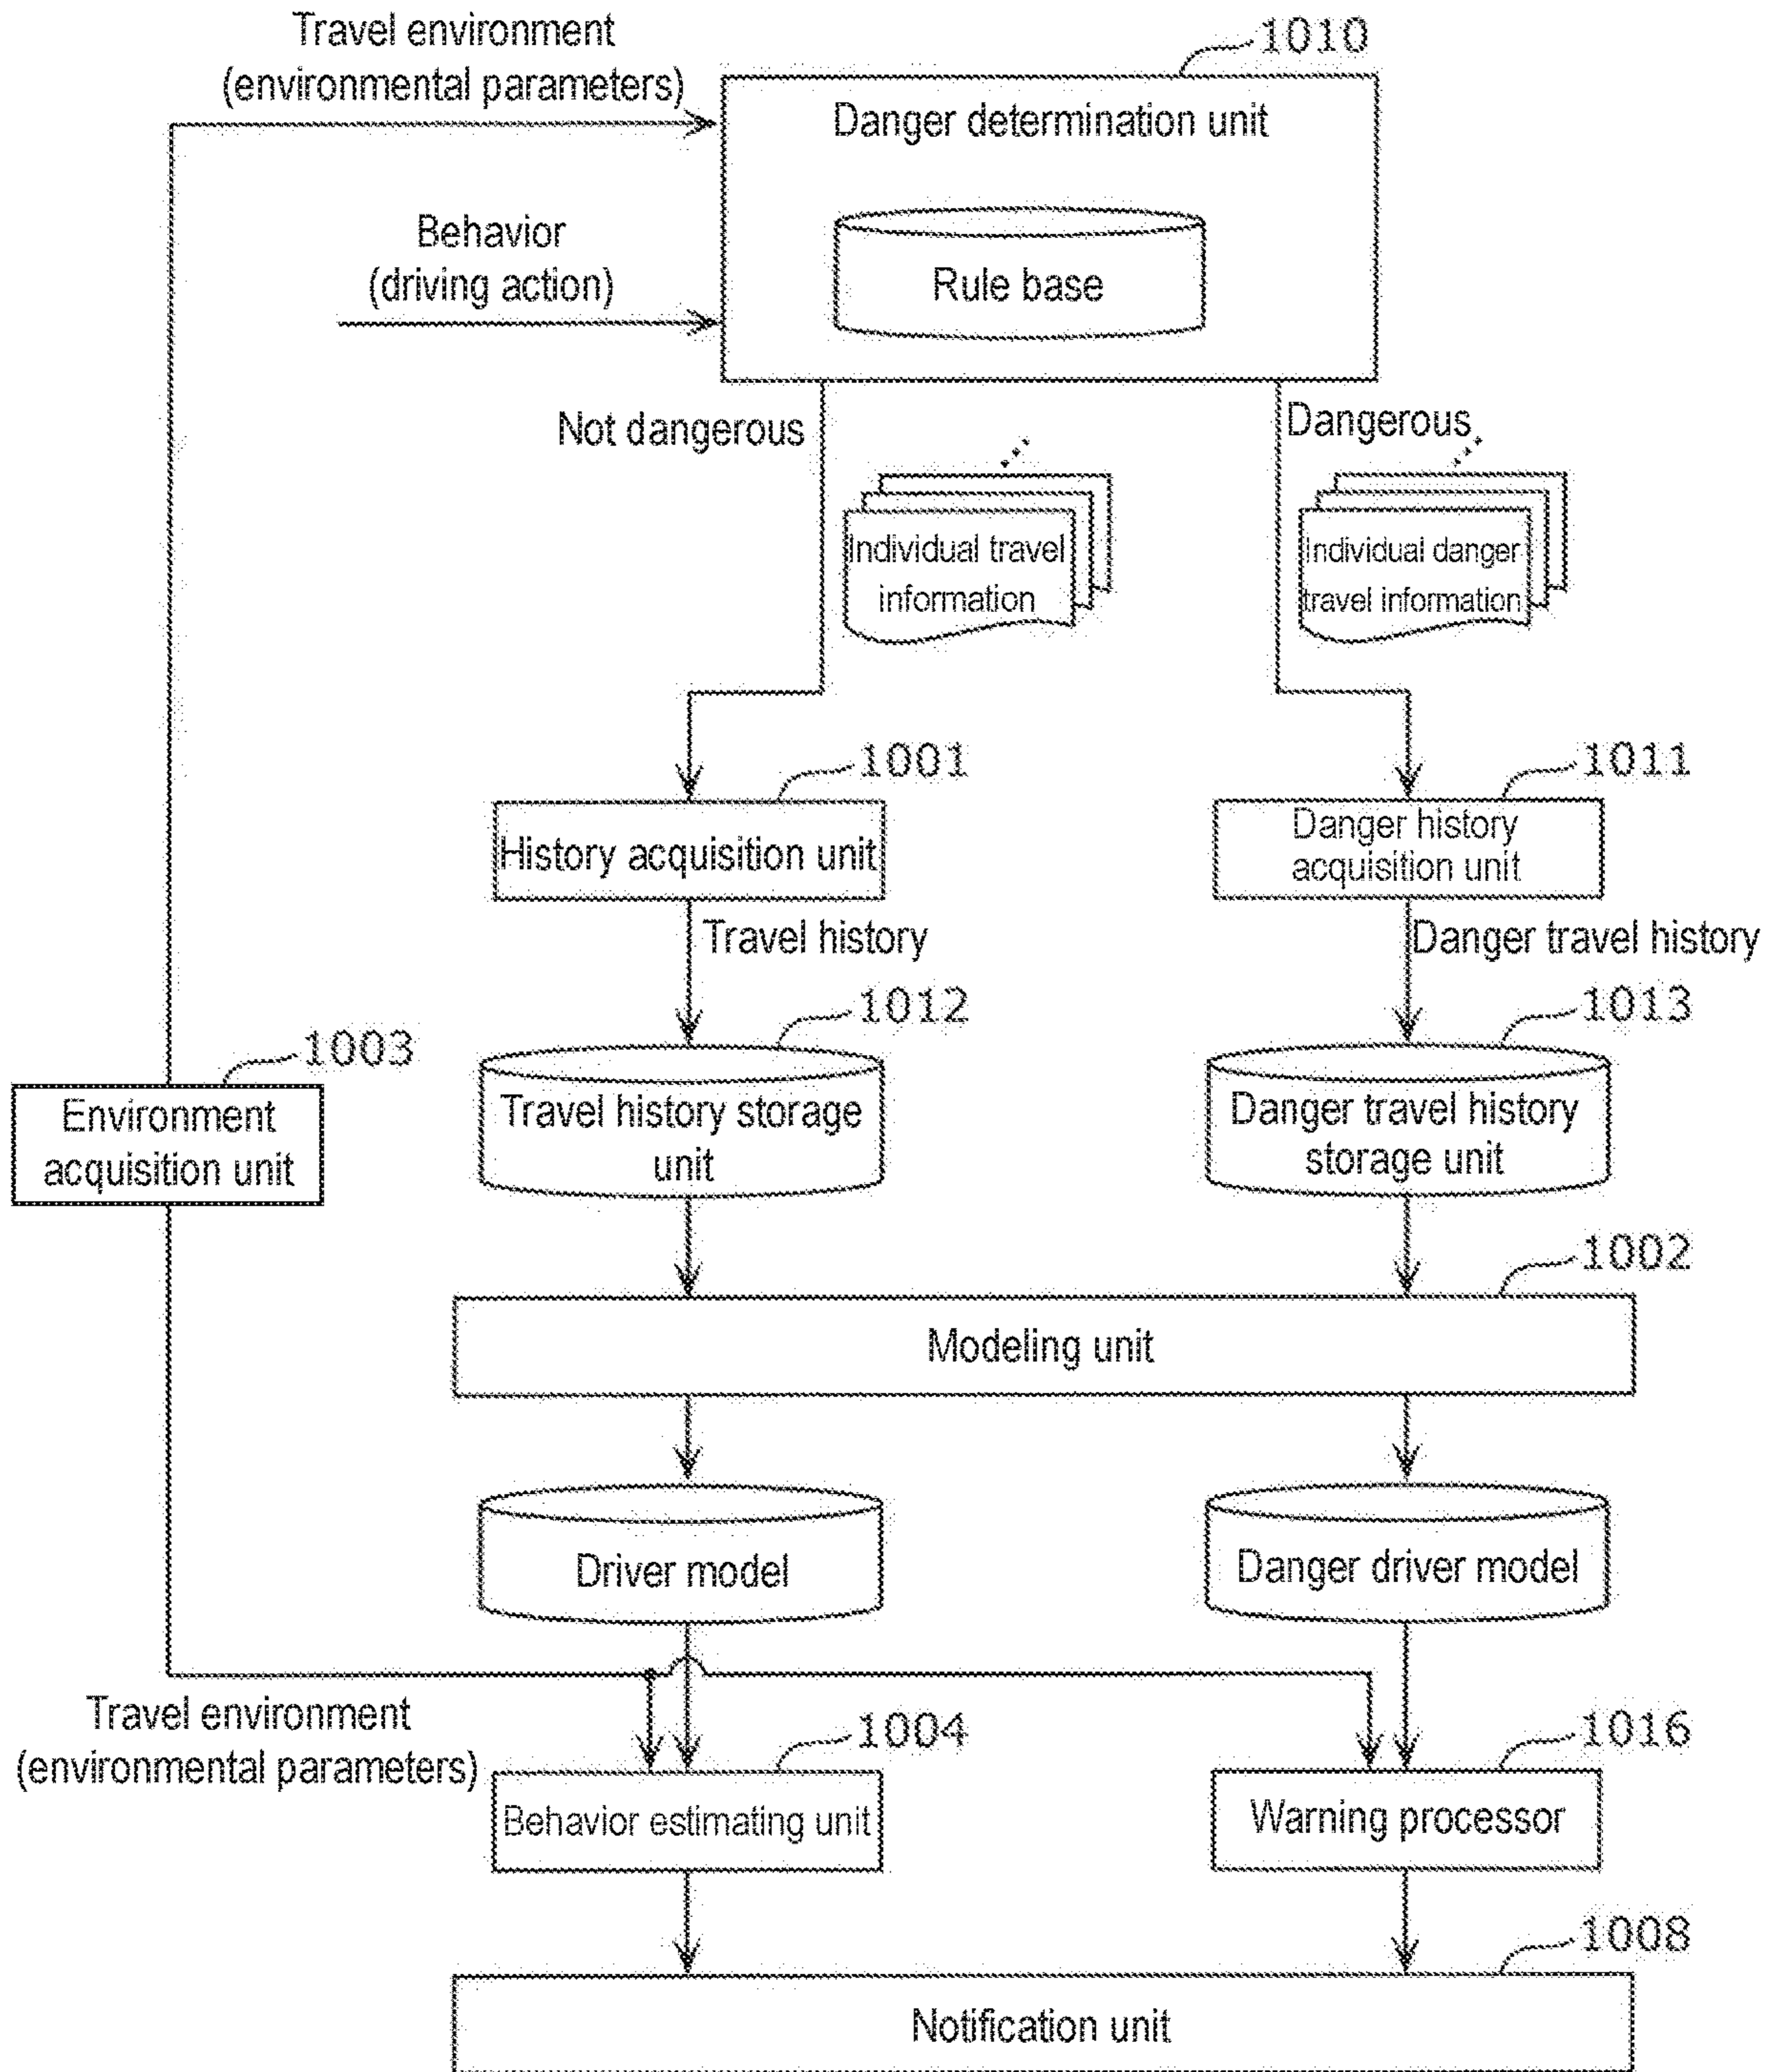 Travel environment
(environmental parameters)
1010
Danger determination unit
Behavior
(driving action)
Rule base
Not dangerous
Dangerous
Individual travel
information
Individual danger
travel information
1001
History acquisition unit
1011
Danger history
acquisition unit
Travel history
Danger travel history
1012
Travel history storage
unit
1013
Danger travel history
storage unit
1003
Environment
acquisition unit
1002
Modeling unit
Driver model
Danger driver model
Travel environment
(environmental parameters)
1004
Behavior estimating unit
1016
Warning processor
1008
Notification unit